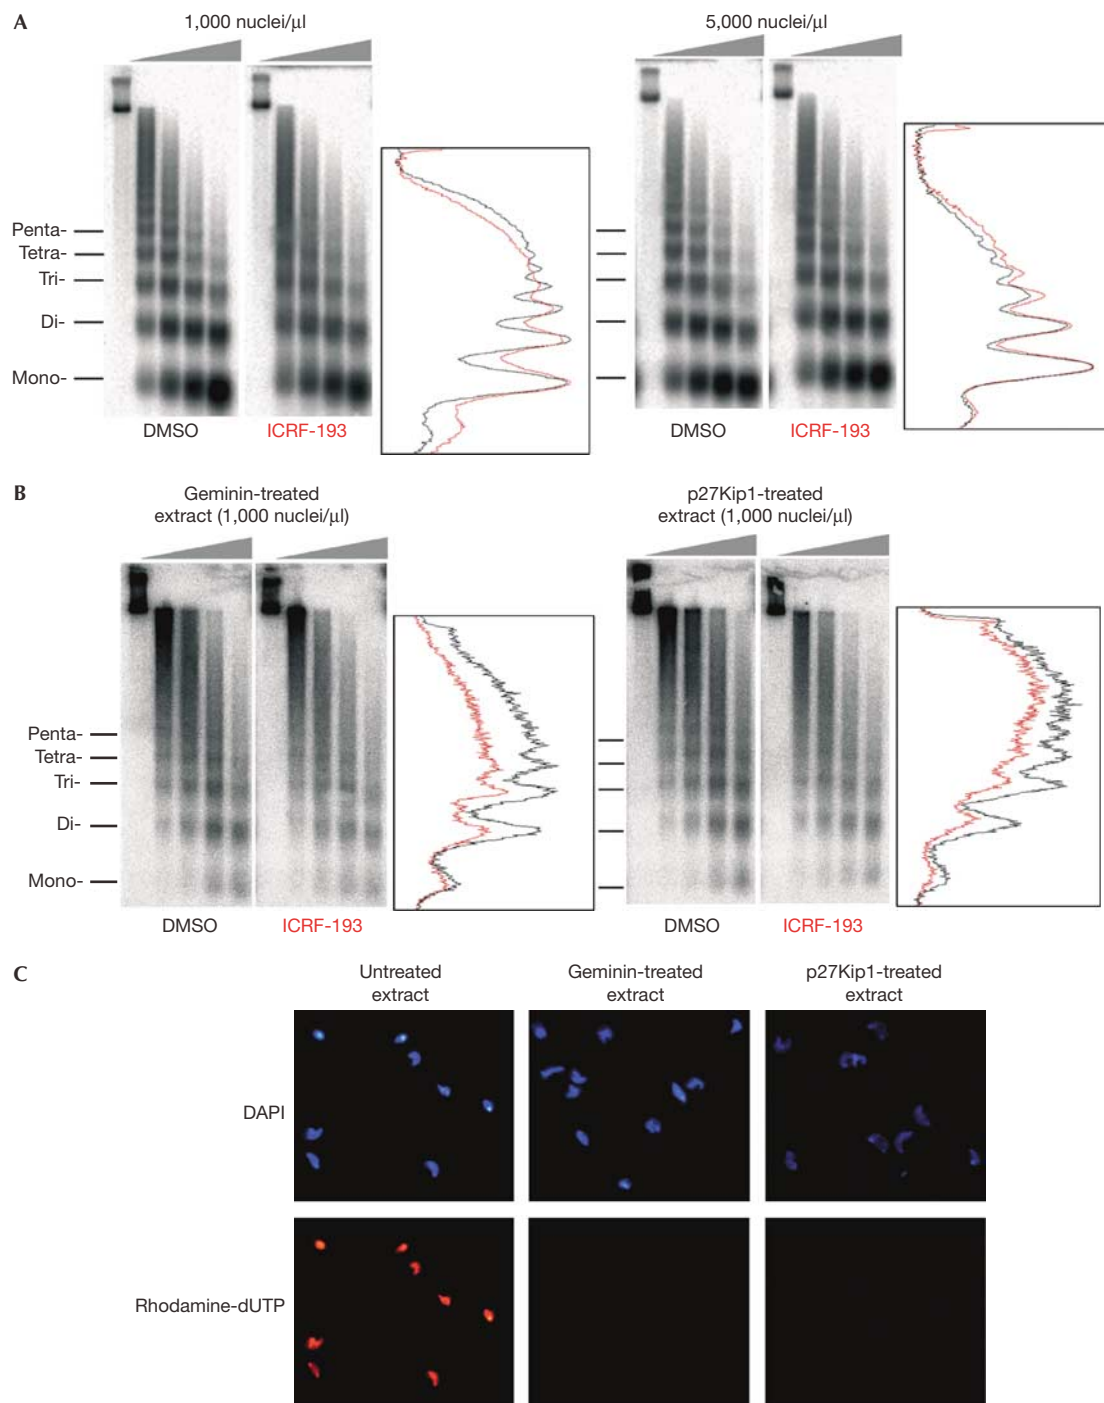 A
1,000 nuclei/μl
5,000 nuclei/μl
Penta-
Tetra-
Tri-
Di-
Mono-
DMSO
ICRF-193
DMSO
ICRF-193
B
Geminin-treated
extract (1,000 nuclei/μl)
p27Kip1-treated
extract (1,000 nuclei/μl)
Penta-
Tetra-
Tri-
Di-
Mono-
DMSO
ICRF-193
DMSO
ICRF-193
C
Untreated
extract
Geminin-treated
extract
p27Kip1-treated
extract
DAPI
Rhodamine-dUTP